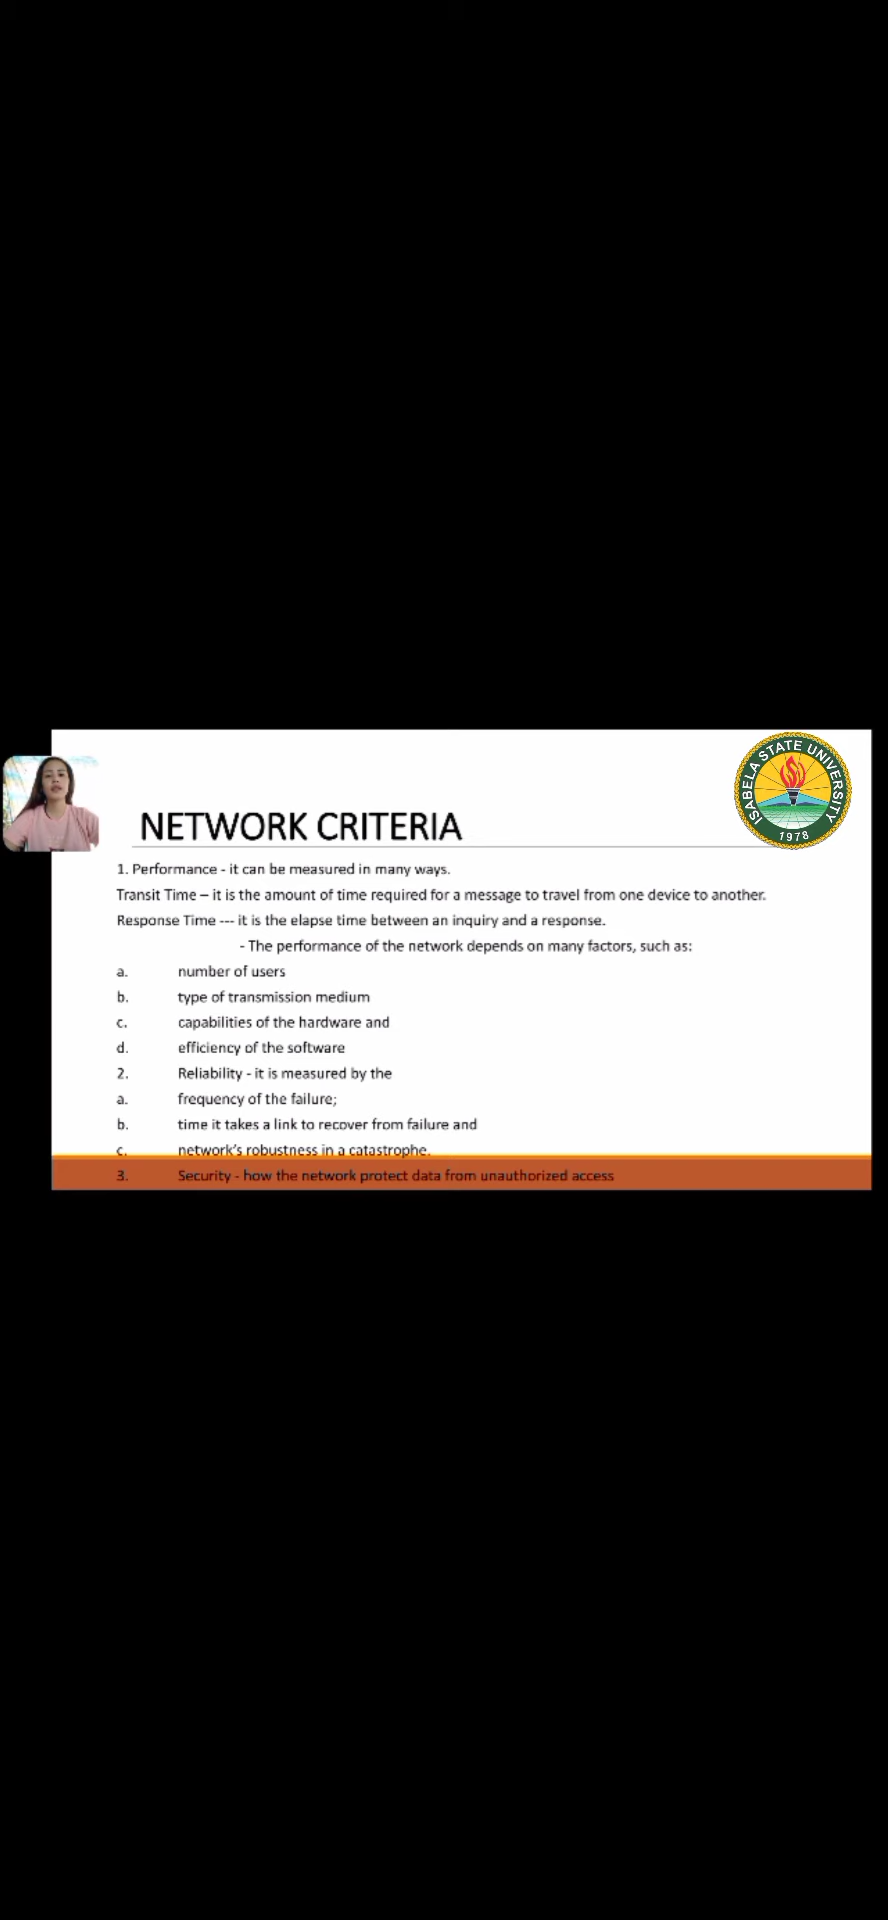 ISABELA STATE UNIVERSITY
1978
NETWORK CRITERIA
1. Performance - it can be measured in many ways.
Transit Time – it is the amount of time required for a message to travel from one device to another.
Response Time --- it is the elapse time between an inquiry and a response.
- The performance of the network depends on many factors, such as:
a. number of users
b. type of transmission medium
c. capabilities of the hardware and
d. efficiency of the software
2. Reliability - it is measured by the
a. frequency of the failure;
b. time it takes a link to recover from failure and
c. network's robustness in a catastrophe.
3. Security - how the network protect data from unauthorized access